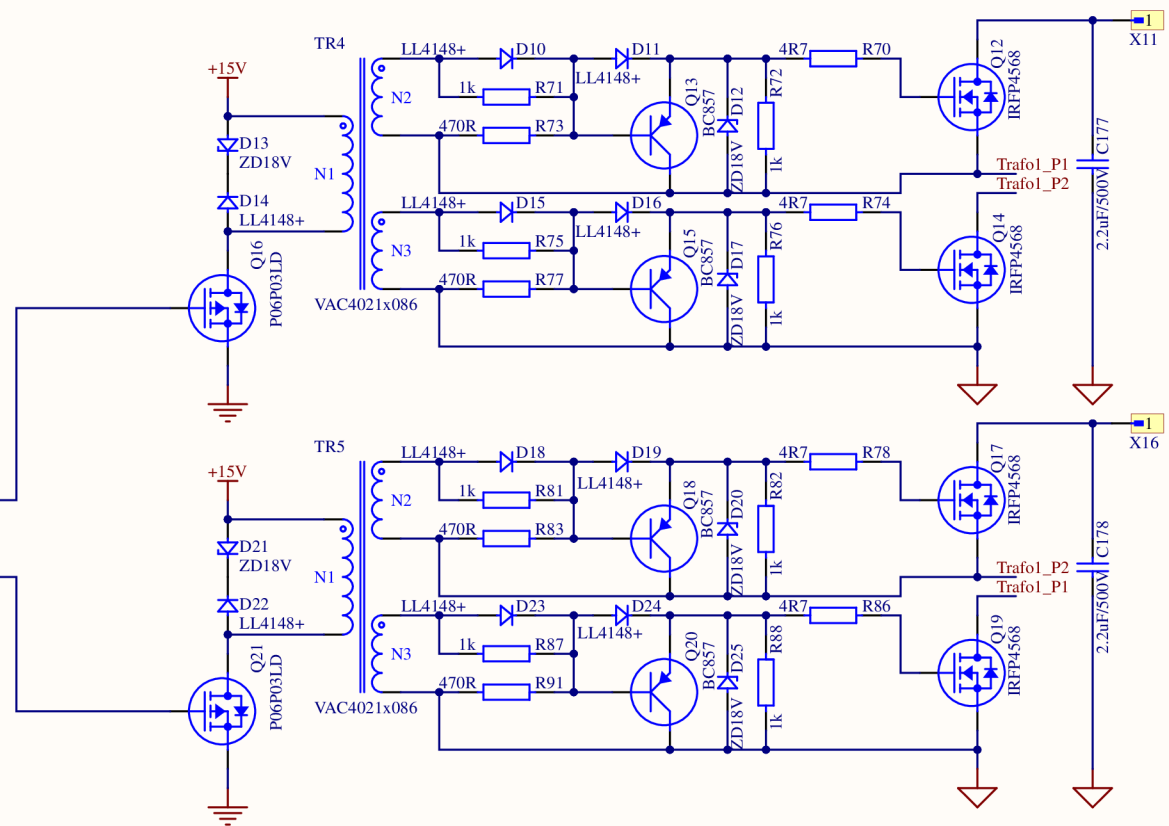 1
X11
TR4
LL4148+
D10
D11
4R7
R70
Q12
IRFP4568
+15V
LL4148+
1k
R71
N2
Q13
BC857
D12
R72
470R
R73
C177
D13
ZD18V
ZD18V
1k
N1
Trafo1_P1
Trafo1_P2
D14
LL4148+
LL4148+
D15
D16
4R7
R74
2.2uF/500V
Q14
IRFP4568
LL4148+
1k
R75
N3
Q15
BC857
D17
R76
Q16
P06P03LD
470R
R77
ZD18V
1k
VAC4021x086
1
X16
TR5
LL4148+
D18
D19
4R7
R78
Q17
IRFP4568
+15V
LL4148+
1k
R81
N2
Q18
BC857
D20
R82
470R
R83
C178
D21
ZD18V
ZD18V
1k
N1
Trafo1_P2
Trafo1_P1
D22
LL4148+
LL4148+
D23
D24
4R7
R86
2.2uF/500V
Q19
IRFP4568
LL4148+
1k
R87
N3
Q20
BC857
D25
R88
Q21
P06P03LD
470R
R91
ZD18V
1k
VAC4021x086